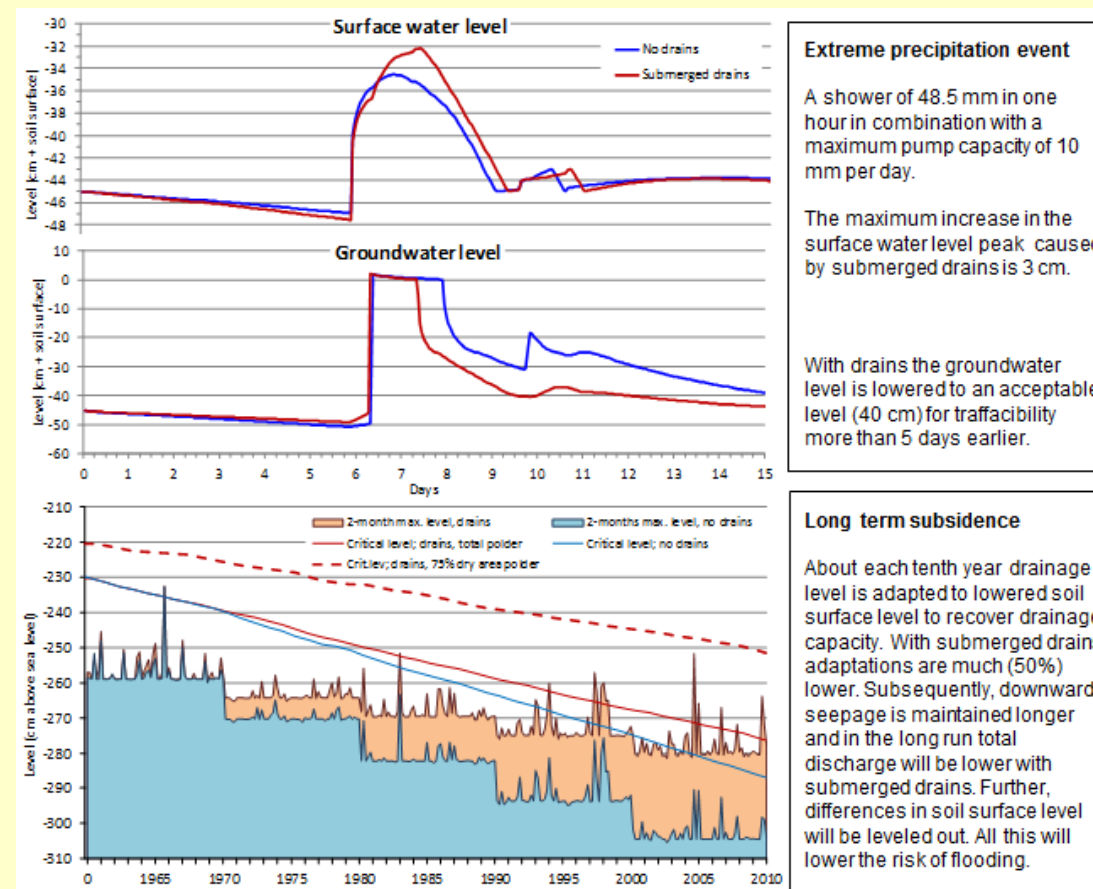 Surface water level
No drains
Submerged drains
Level [cm + soil surface]
-30
-32
-34
-36
-38
-40
-42
-44
-46
-48
Groundwater level
Level [cm + soil surface]
10
0
-10
-20
-30
-40
-50
-60
0 1 2 3 4 5 6 7 8 9 10 11 12 13 14 15
Days
Extreme precipitation event
A shower of 48.5 mm in one
hour in combination with a
maximum pump capacity of 10
mm per day.
The maximum increase in the
surface water level peak cause
by submerged drains is 3 cm.
With drains the groundwater
level is lowered to an acceptable
level (40 cm) for traffacibility
more than 5 days earlier.
2-month max. level, drains
2-months max. level, no drains
Critical level; drains, total polder
Critical level; no drains
Crit.lev; drains, 75% dry area polder
Level [cm above sea level]
-210
-220
-230
-240
-250
-260
-270
-280
-290
-300
-310
0 1965 1970 1975 1980 1985 1990 1995 2000 2005 2010
Long term subsidence
About each tenth year drainage
level is adapted to lowered soil
surface level to recover drainage
capacity. With submerged drains
adaptations are much (50%)
lower. Subsequently, downward
seepage is maintained longer
and in the long run total
discharge will be lower with
submerged drains. Further,
differences in soil surface level
will be leveled out. All this will
lower the risk of flooding.